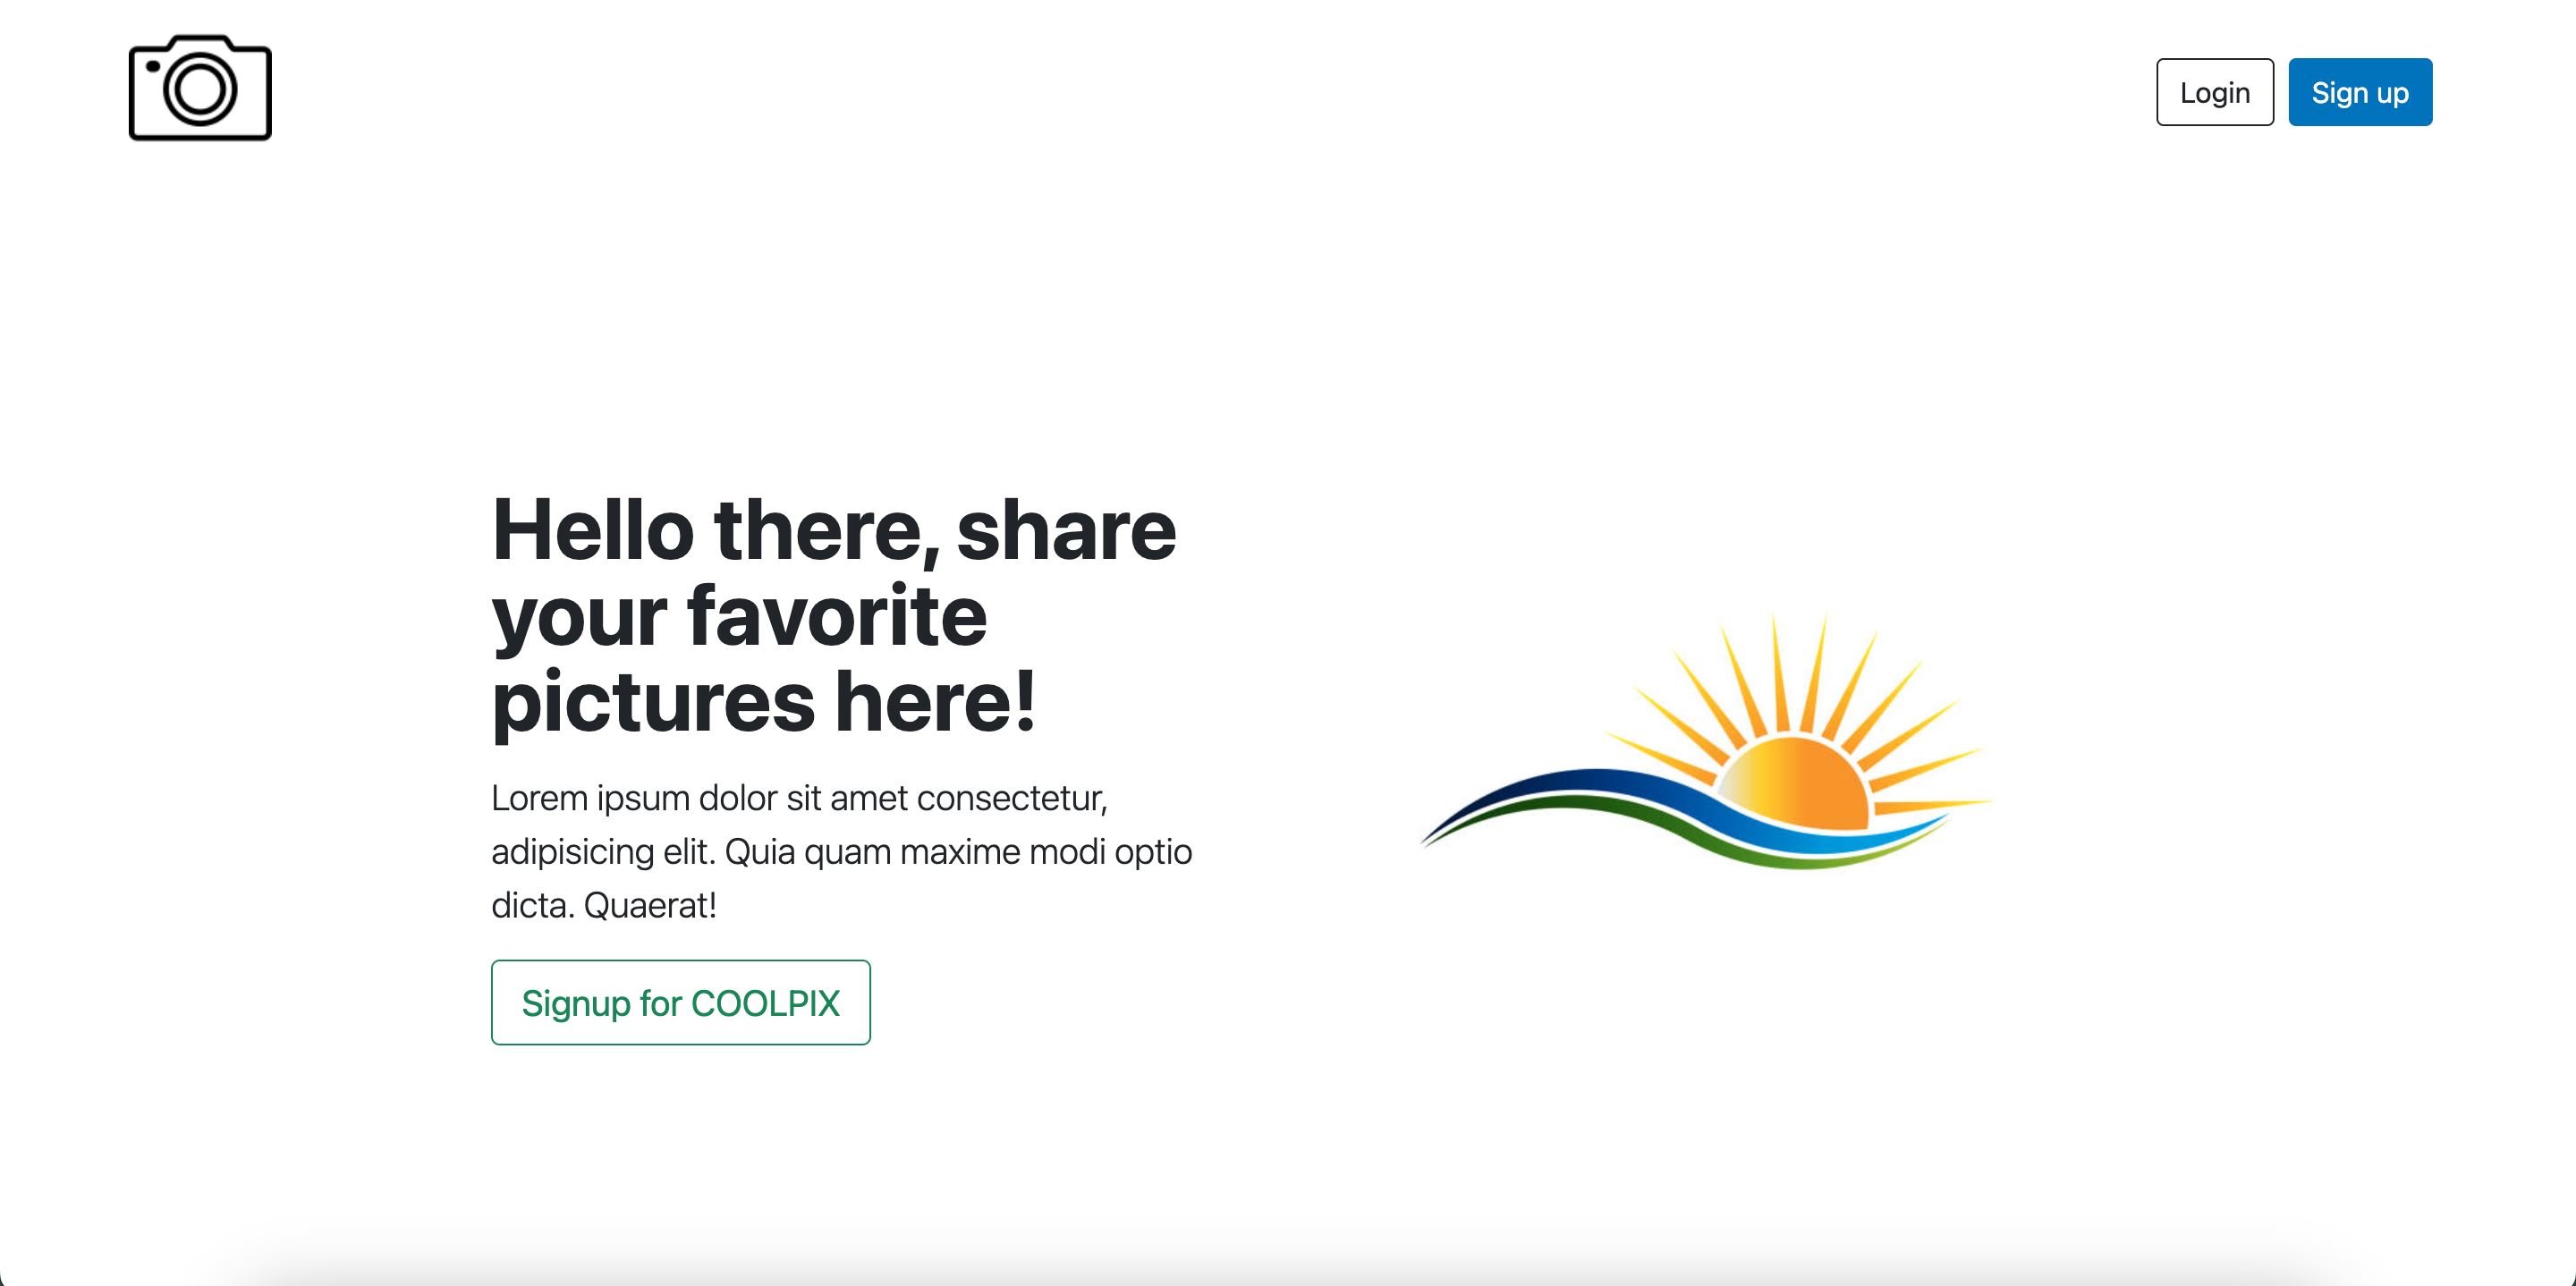 Login
Sign up
Hello there, share
your favorite
pictures here!
Lorem ipsum dolor sit amet consectetur,
adipisicing elit. Quia quam maxime modi optio
dicta. Quaerat!
Signup for COOLPIX